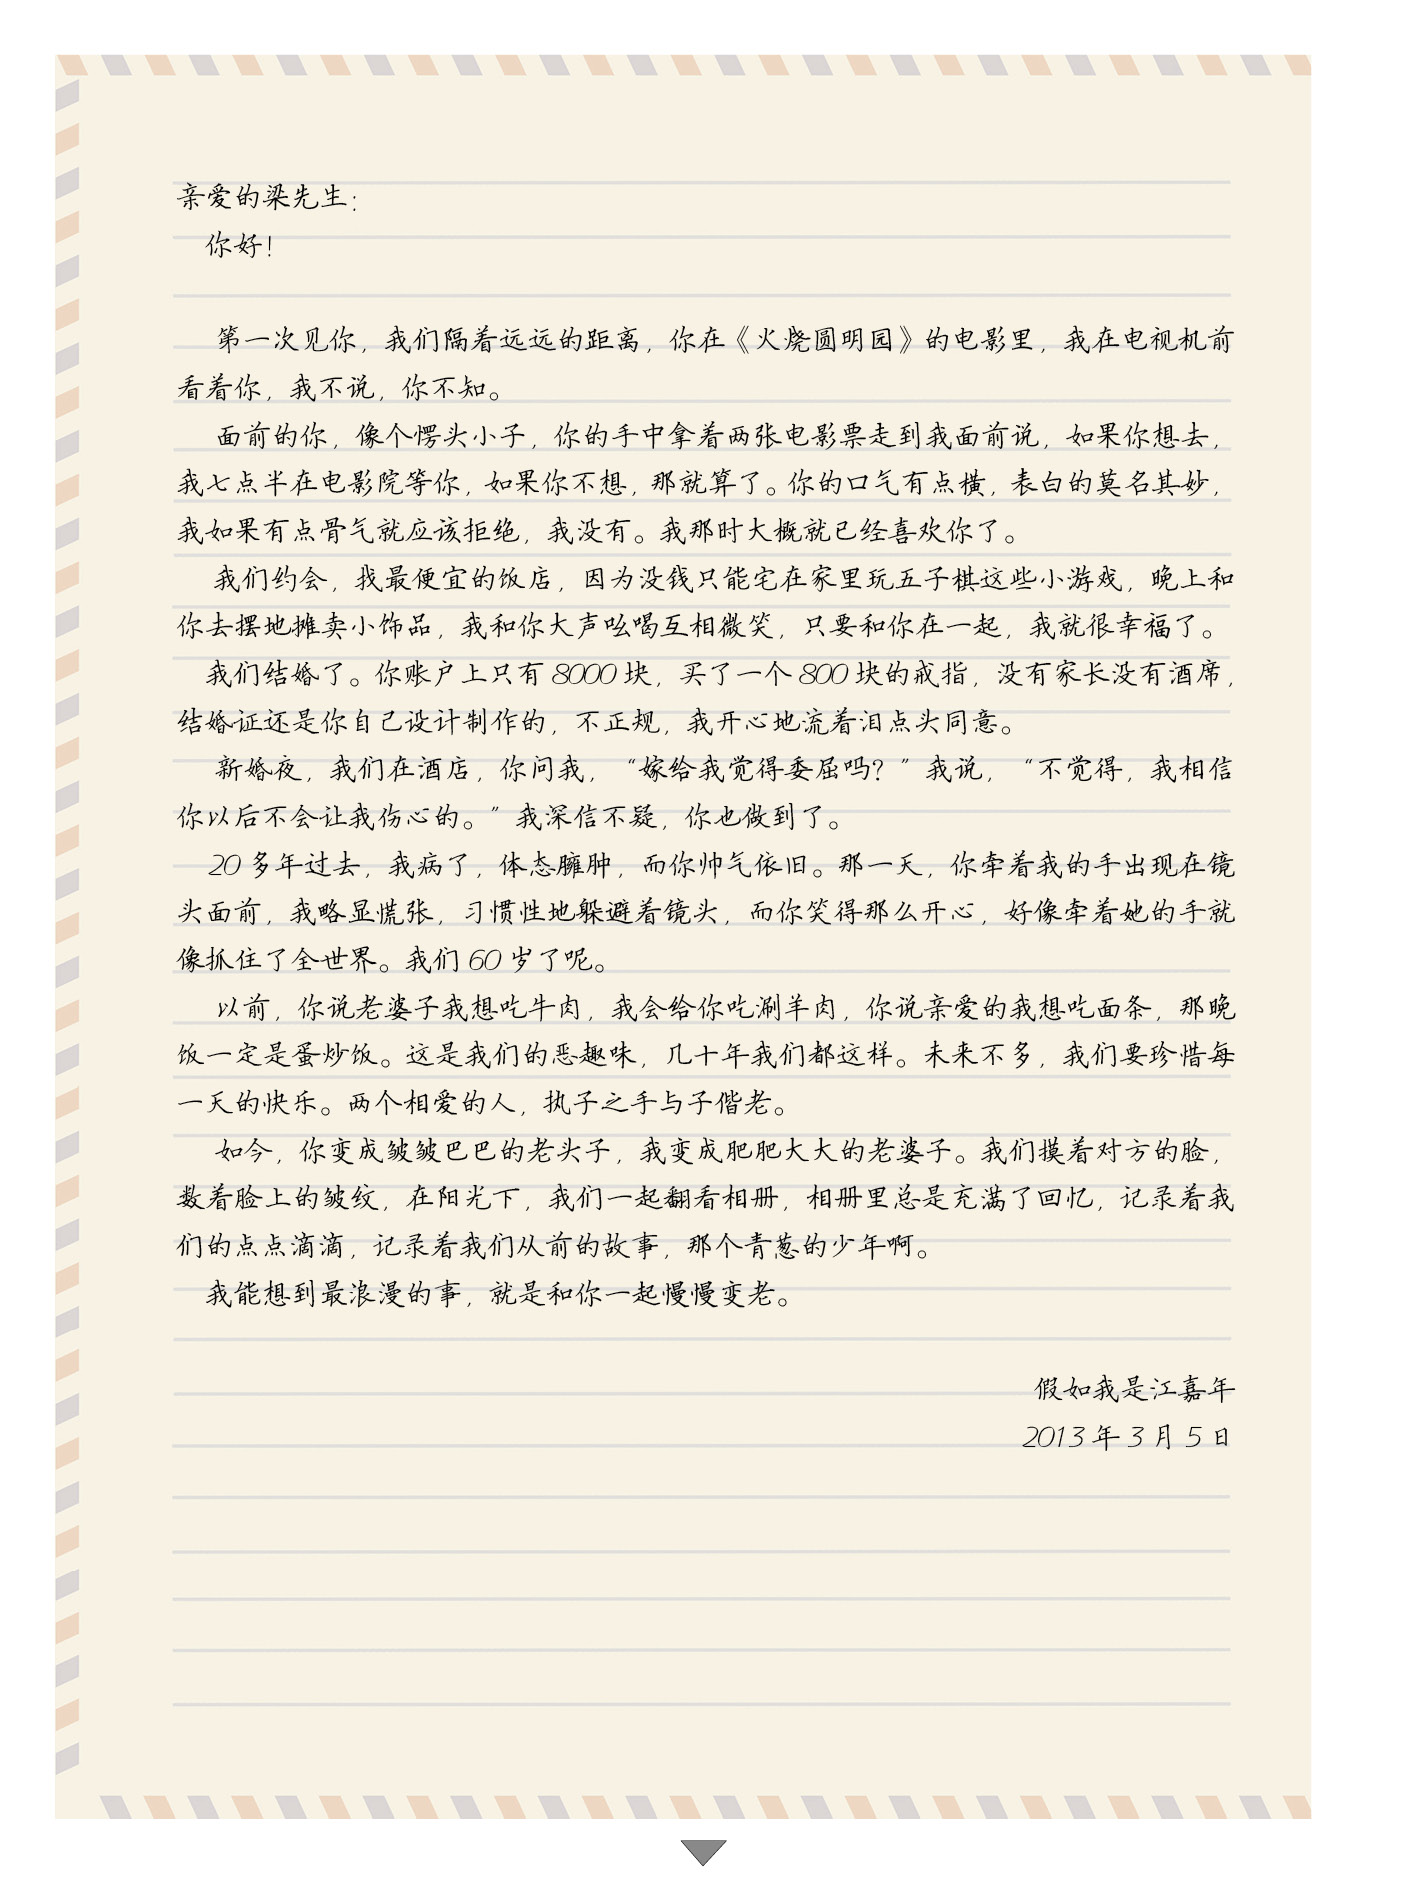 亲爱的梁先生：
你好！
第一次见你，我们隔着远远的距离，你在《火烧圆明园》的电影里，我在电视机前
看着你，我不说，你不知。
面前的你，像个愣头小子，你的手中拿着两张电影票走到我面前说，如果你想去，
我七点半在电影院等你，如果你不想，那就算了。你的口气有点横，表白的莫名其妙，
我如果有点骨气就应该拒绝，我没有。我那时大概就已经喜欢你了。
我们约会，找最便宜的饭店，因为没钱只能宅在家里玩五子棋这些小游戏，晚上和
你去摆地摊卖小饰品，我和你大声吆喝互相微笑，只要和你在一起，我就很幸福了。
我们结婚了。你账户上只有 8000 块，买了一个 800 块的戒指，没有家长没有酒席，
结婚证还是你自己设计制作的，不正规，我开心地流着泪点头同意。
新婚夜，我们在酒店，你问我，“嫁给我觉得委屈吗？”我说，“不觉得，我相信
你以后不会让我伤心的。”我深信不疑，你也做到了。
20 多年过去，我病了，体态臃肿，而你帅气依旧。那一天，你牵着我的手出现在镜
头面前，我略显慌张，习惯性地躲避着镜头，而你笑得那么开心，好像牵着她的手就
像抓住了全世界。我们 60 岁了呢。
以前，你说老婆子我想吃牛肉，我会给你吃涮羊肉，你说亲爱的我想吃面条，那晚
饭一定是蛋炒饭。这是我们的恶趣味，几十年我们都这样。未来不多，我们要珍惜每
一天的快乐。两个相爱的人，执子之手与子偕老。
如今，你变成皱皱巴巴的老头子，我变成肥肥大大的老婆子。我们摸着对方的脸，
数着脸上的皱纹，在阳光下，我们一起翻看相册，相册里总是充满了回忆，记录着我
们的点点滴滴，记录着我们从前的故事，那个青葱的少年啊。
我能想到最浪漫的事，就是和你一起慢慢变老。
假如我是江嘉年
2013 年 3 月 5 日